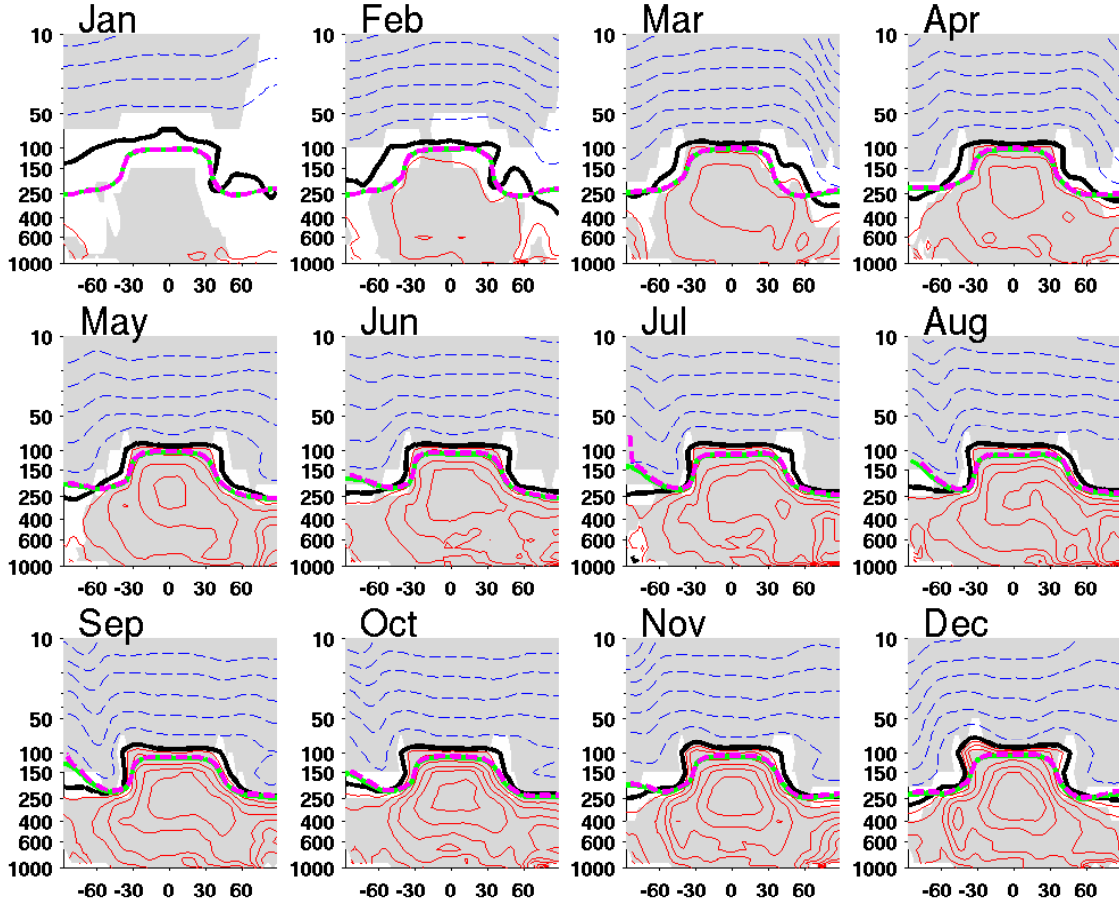 Jan Feb Mar Apr
10 10 10 10
50 50 50 50
100 100 100 100
150 150 150 150
250 250 250 250
400 400 400 400
600 600 600 600
1000 1000 1000 1000
-60 -30 0 30 60 -60 -30 0 30 60 -60 -30 0 30 60 -60 -30 0 30 60
May Jun Jul Aug
10 10 10 10
50 50 50 50
100 100 100 100
150 150 150 150
250 250 250 250
400 400 400 400
600 600 600 600
1000 1000 1000 1000
-60 -30 0 30 60 -60 -30 0 30 60 -60 -30 0 30 60 -60 -30 0 30 60
Sep Oct Nov Dec
10 10 10 10
50 50 50 50
100 100 100 100
150 150 150 150
250 250 250 250
400 400 400 400
600 600 600 600
1000 1000 1000 1000
-60 -30 0 30 60 -60 -30 0 30 60 -60 -30 0 30 60 -60 -30 0 30 60